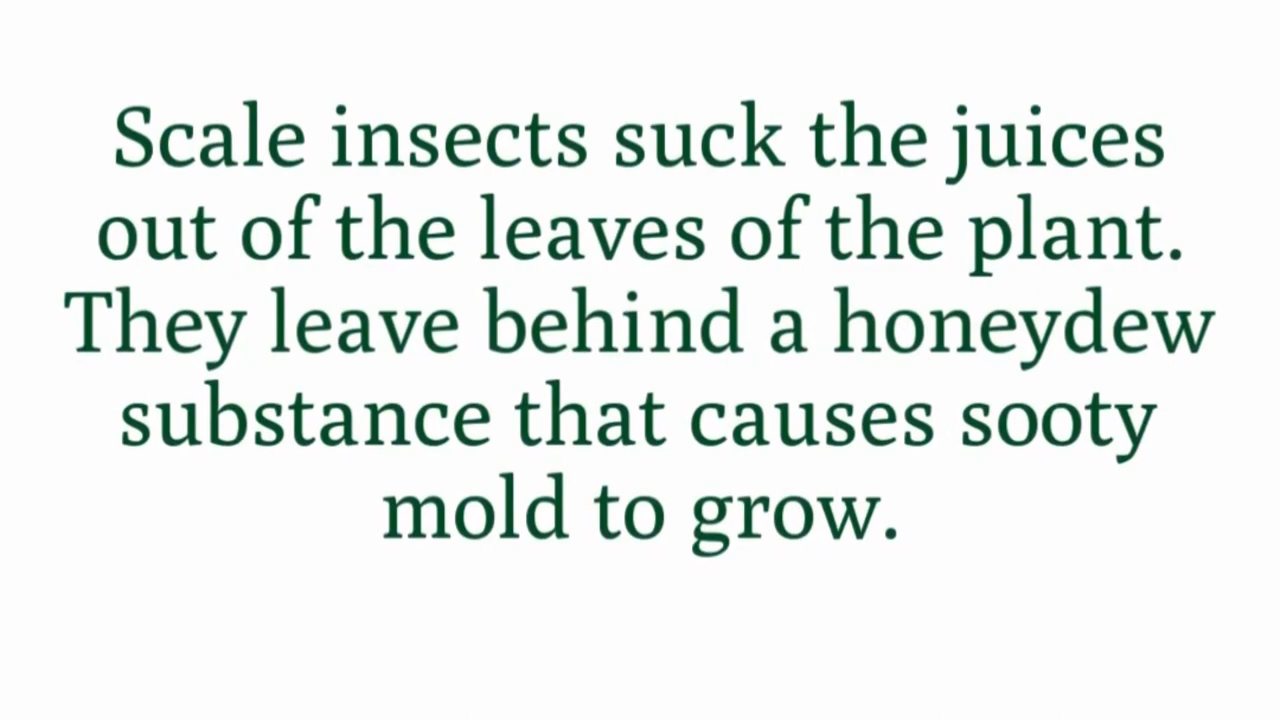 Scale insects suck the juices
out of the leaves of the plant.
They leave behind a honeydew
substance that causes sooty
mold to grow.